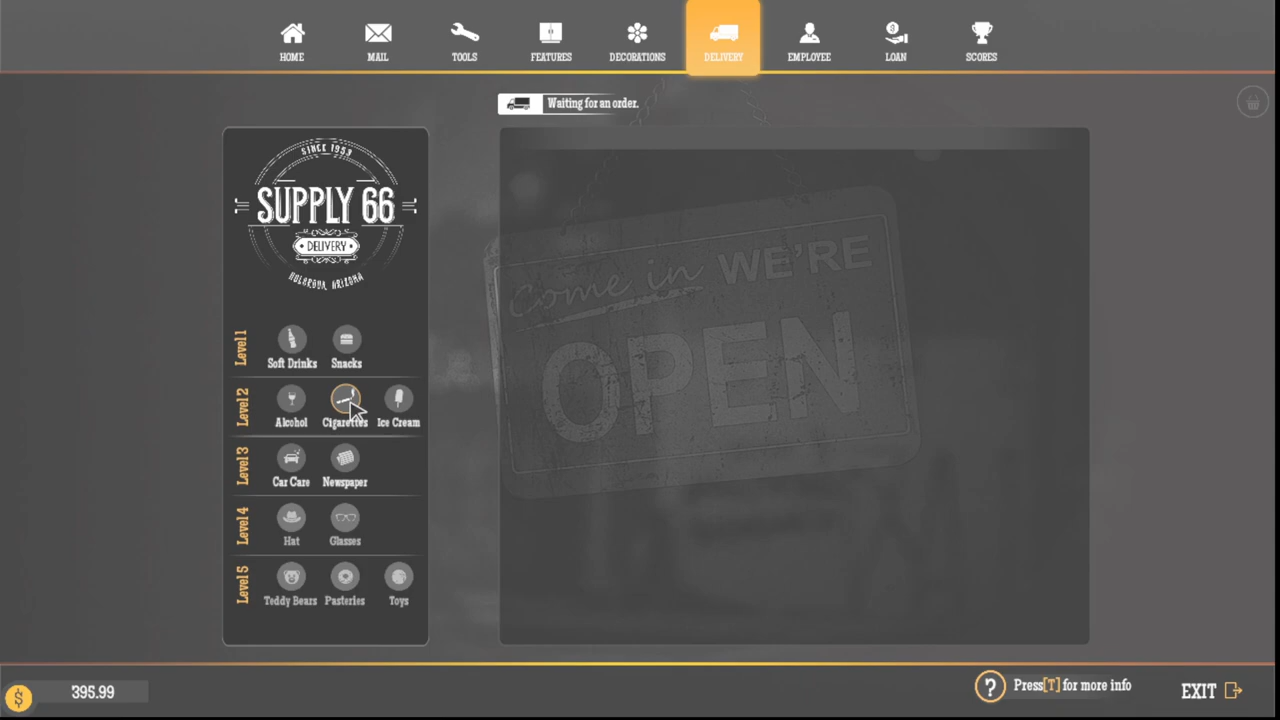 HOME
MAIL
TOOLS
FEATURES
DECORATIONS
DELIVERY
EMPLOYEE
LOAN
SCORES
Waiting for an order.
SINCE 1953
SUPPLY 66
DELIVERY
HOLBROOK, ARIZONA
Come in WE'RE
OPEN
Level 1
Soft Drinks
Snacks
Level 2
Alcohol
Cigarettes
Ice Cream
Level 3
Car Care
Newspaper
Level 4
Hat
Glasses
Level 5
Teddy Bears
Pasteries
Toys
$ 395.99
? Press[T] for more info
EXIT